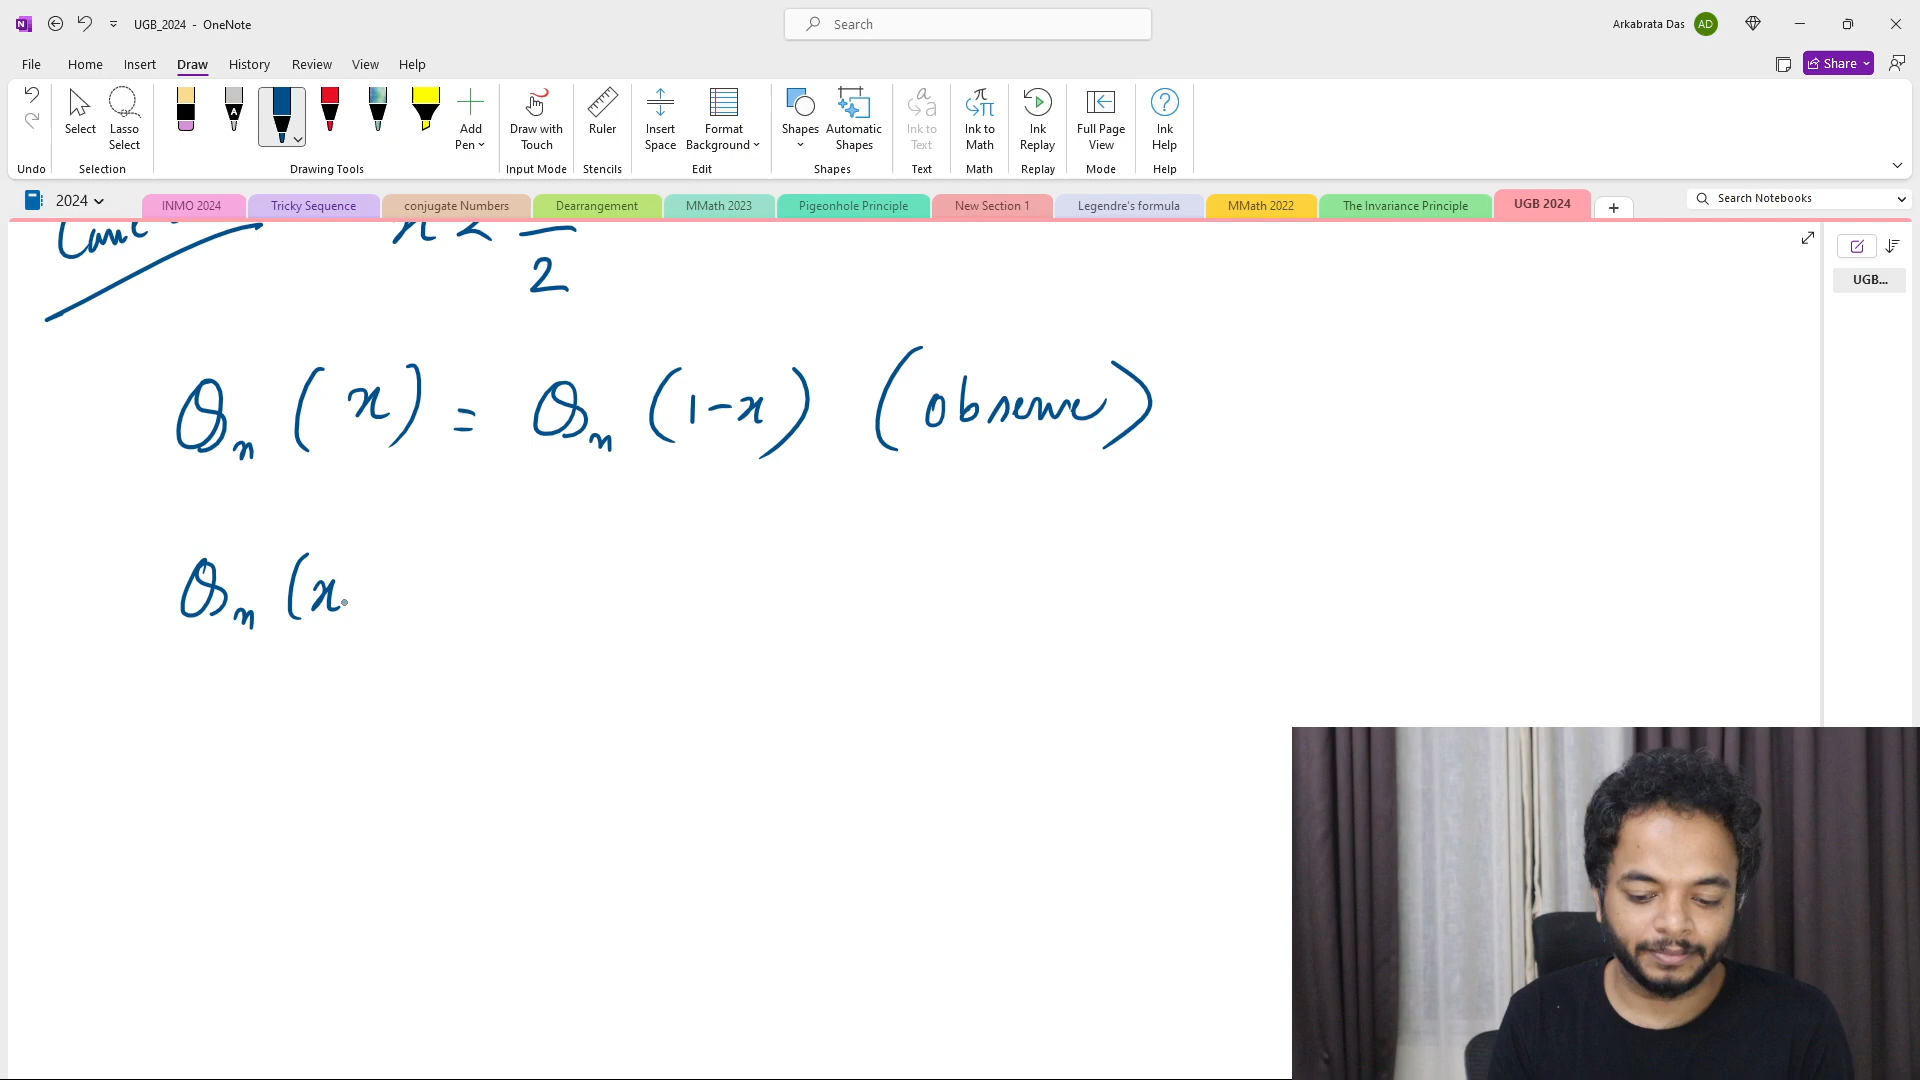 UGB_2024 - OneNote
Search
Arkabrata Das AD
File Home Insert Draw History Review View Help
Share
Select
Lasso Select
A
Add Pen
Draw with Touch
Ruler
Insert Space
Format Background
Shapes
Automatic Shapes
Ink to Text
Ink to Math
Ink Replay
Full Page View
Ink Help
Undo Selection Drawing Tools Input Mode Stencils Edit Shapes Text Math Replay Mode Help
2024 INMO 2024 Tricky Sequence conjugate Numbers Dearrangement MMath 2023 Pigeonhole Principle New Section 1 Legendre's formula MMath 2022 The Invariance Principle UGB 2024 + Search Notebooks
UGB...
2
Q_n (x) = Q_n (1-x) (observe)
Q_n (x